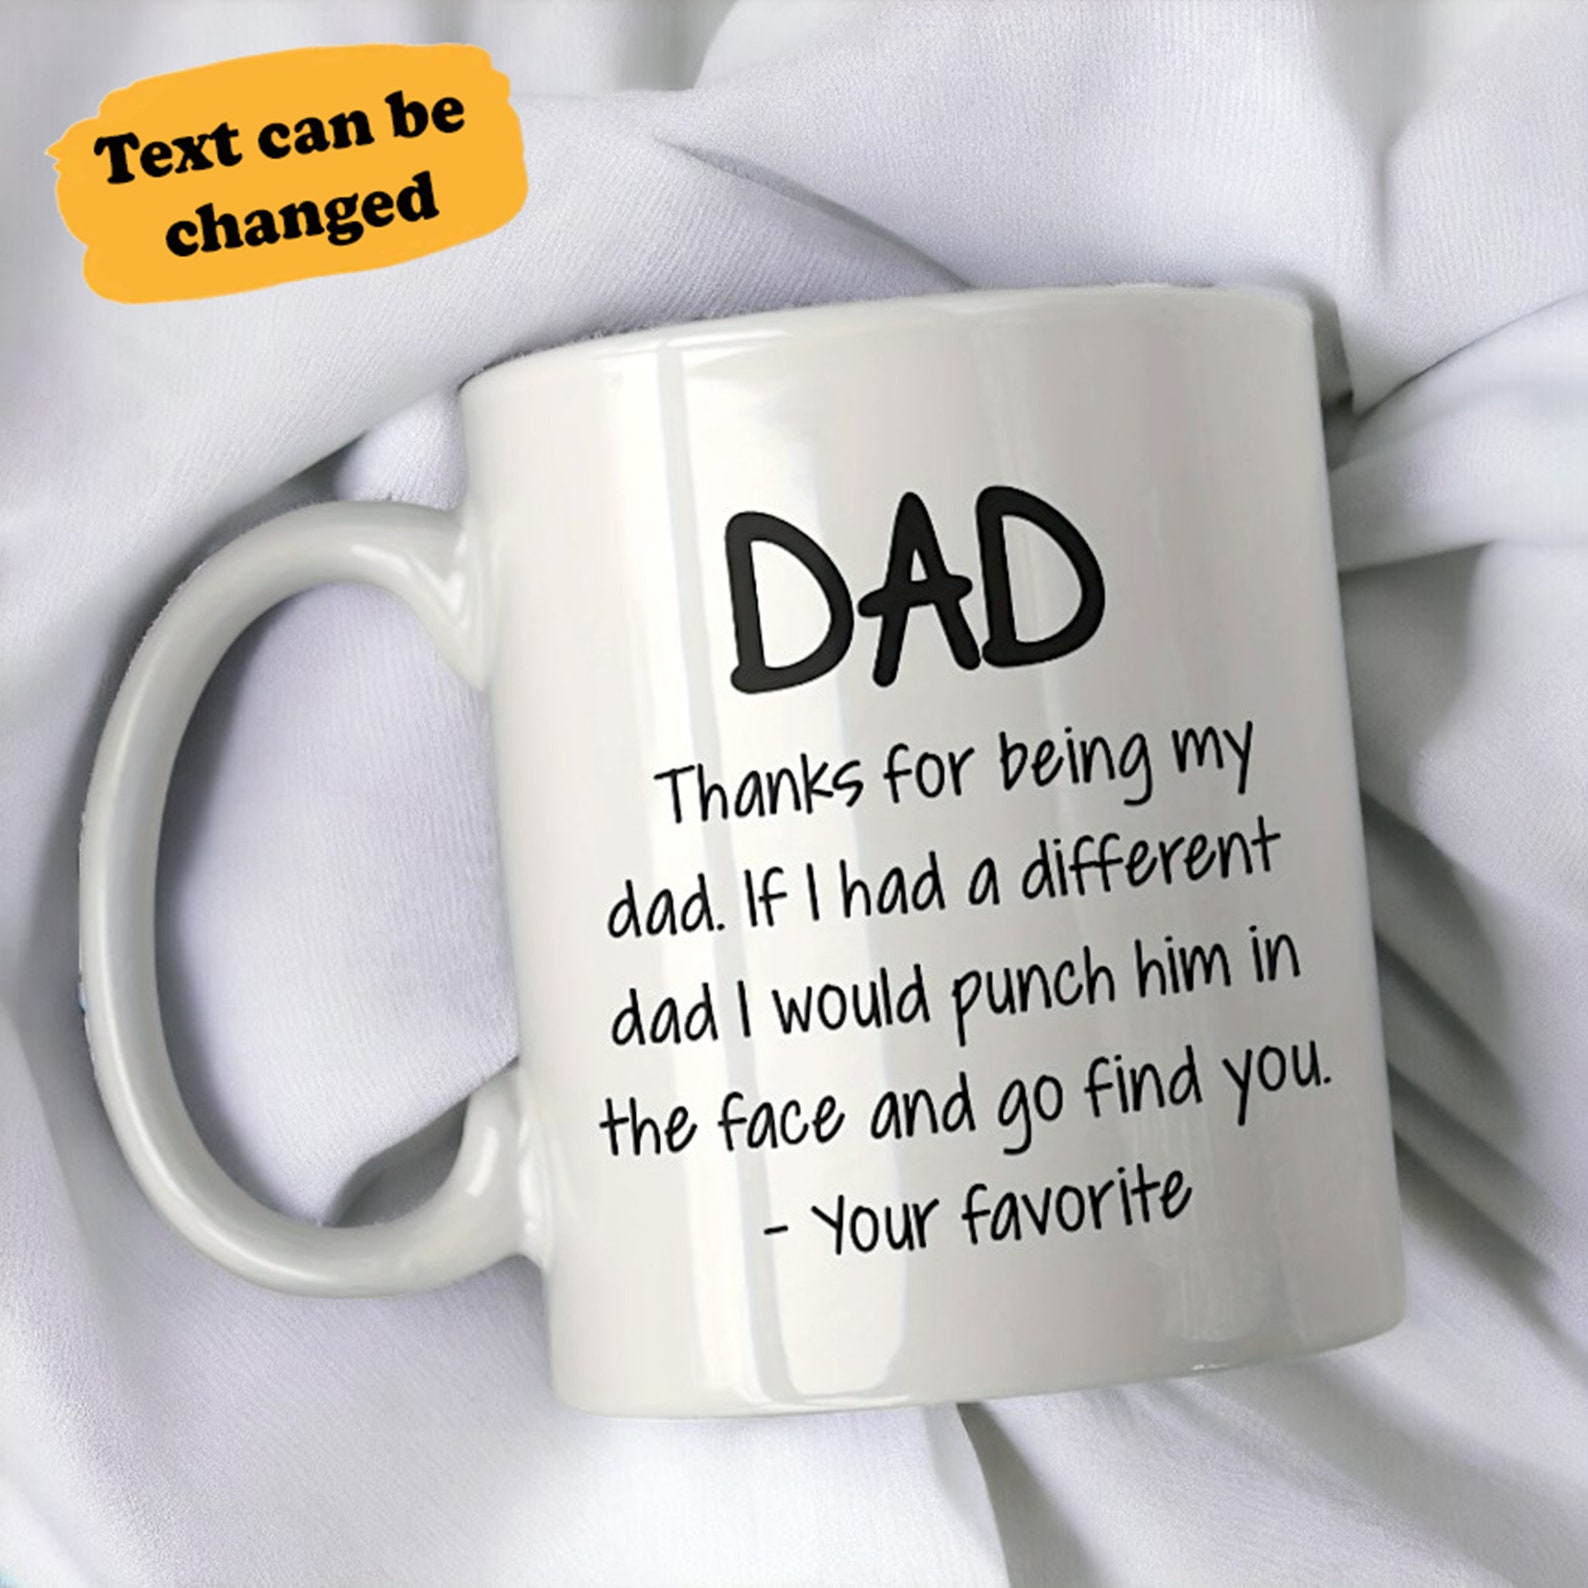 Text can be
changed
DAD
Thanks for being my
dad. If I had a different
dad I would punch him in
the face and go find you.
- Your favorite